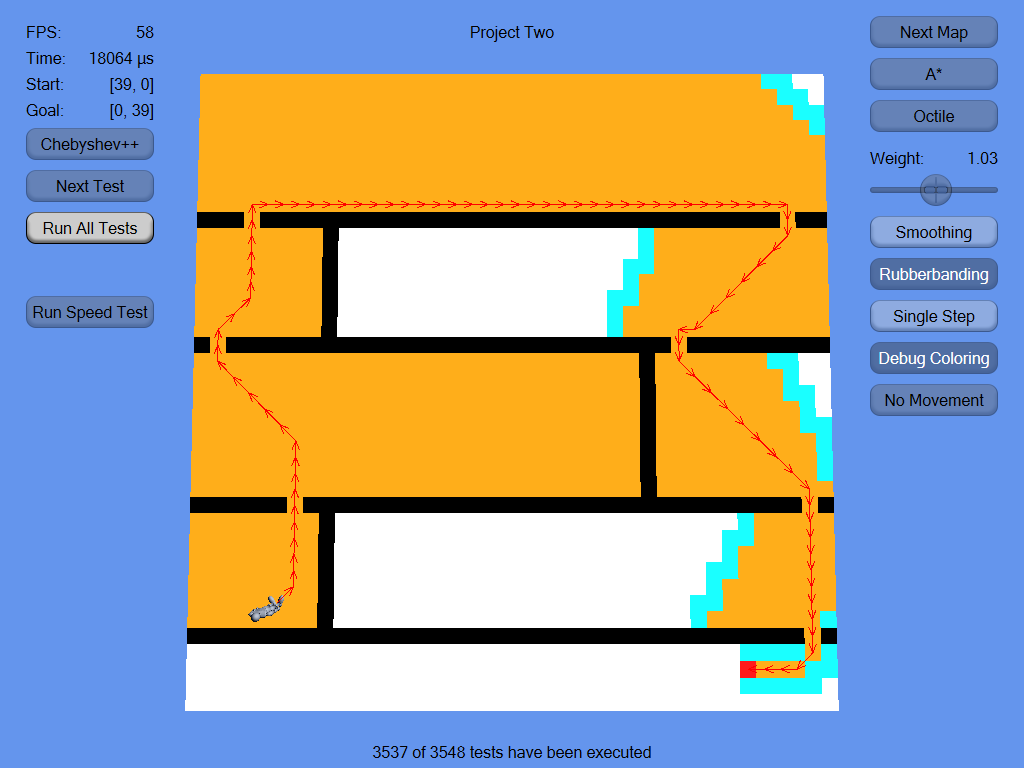 FPS: 58
Time: 18064 µs
Start: [39, 0]
Goal: [0, 39]
Chebyshev++
Next Test
Run All Tests
Run Speed Test
Project Two
Next Map
A*
Octile
Weight: 1.03
Smoothing
Rubberbanding
Single Step
Debug Coloring
No Movement
3537 of 3548 tests have been executed